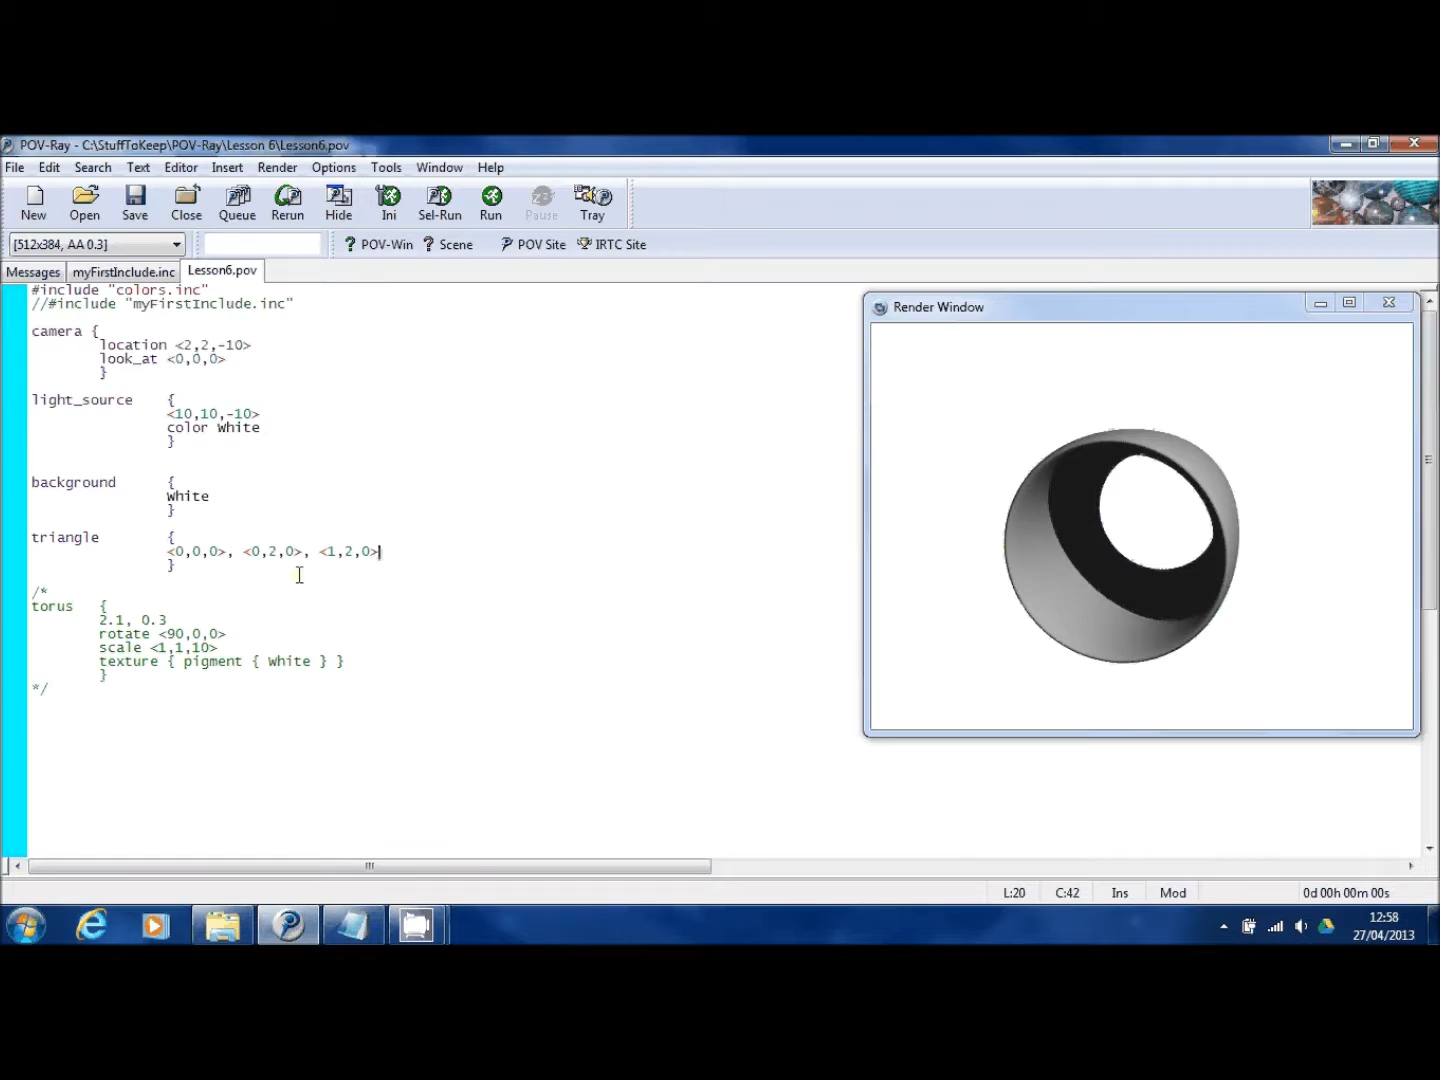 POV-Ray - C:\StuffToKeep\POV-Ray\Lesson 6\Lesson6.pov
File Edit Search Text Editor Insert Render Options Tools Window Help
New Open Save Close Queue Rerun Hide Ini Sel-Run Run Pause Tray
[512x384, AA 0.3] ? POV-Win ? Scene POV Site IRTC Site
Messages myFirstInclude.inc Lesson6.pov
#include "colors.inc"
//#include "myFirstInclude.inc"
camera {
location <2,2,-10>
look_at <0,0,0>
}
light_source {
<10,10,-10>
color White
}
background {
White
}
triangle {
<0,0,0>, <0,2,0>, <1,2,0>
}
/*
torus {
2.1, 0.3
rotate <90,0,0>
scale <1,1,10>
texture { pigment { White } }
}
*/
Render Window
L:20 C:42 Ins Mod 0d 00h 00m 00s
12:58
27/04/2013